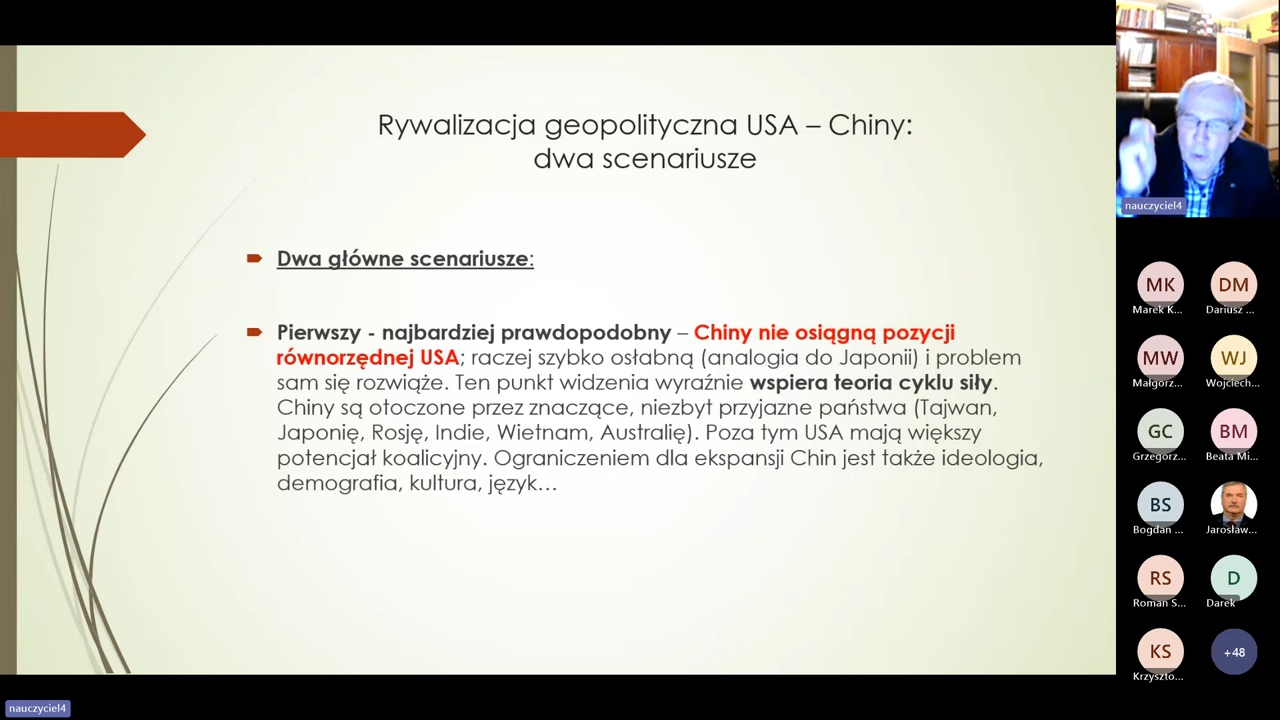 Rywalizacja geopolityczna USA – Chiny:
dwa scenariusze
Dwa główne scenariusze:
Pierwszy - najbardziej prawdopodobny – Chiny nie osiągną pozycji
równorzędnej USA; raczej szybko osłabną (analogia do Japonii) i problem
sam się rozwiąże. Ten punkt widzenia wyraźnie wspiera teoria cyklu siły.
Chiny są otoczone przez znaczące, niezbyt przyjazne państwa (Tajwan,
Japonię, Rosję, Indie, Wietnam, Australię). Poza tym USA mają większy
potencjał koalicyjny. Ograniczeniem dla ekspansji Chin jest także ideologia,
demografia, kultura, język…
nauczyciel4
MK
DM
Marek K...
Dariusz ...
MW
WJ
Małgorz...
Wojciech...
GC
BM
Grzegorz...
Beata Mi...
BS
Bogdan ...
Jarosław...
RS
D
Roman S...
Darek
KS
+48
Krzyszto...
nauczyciel4